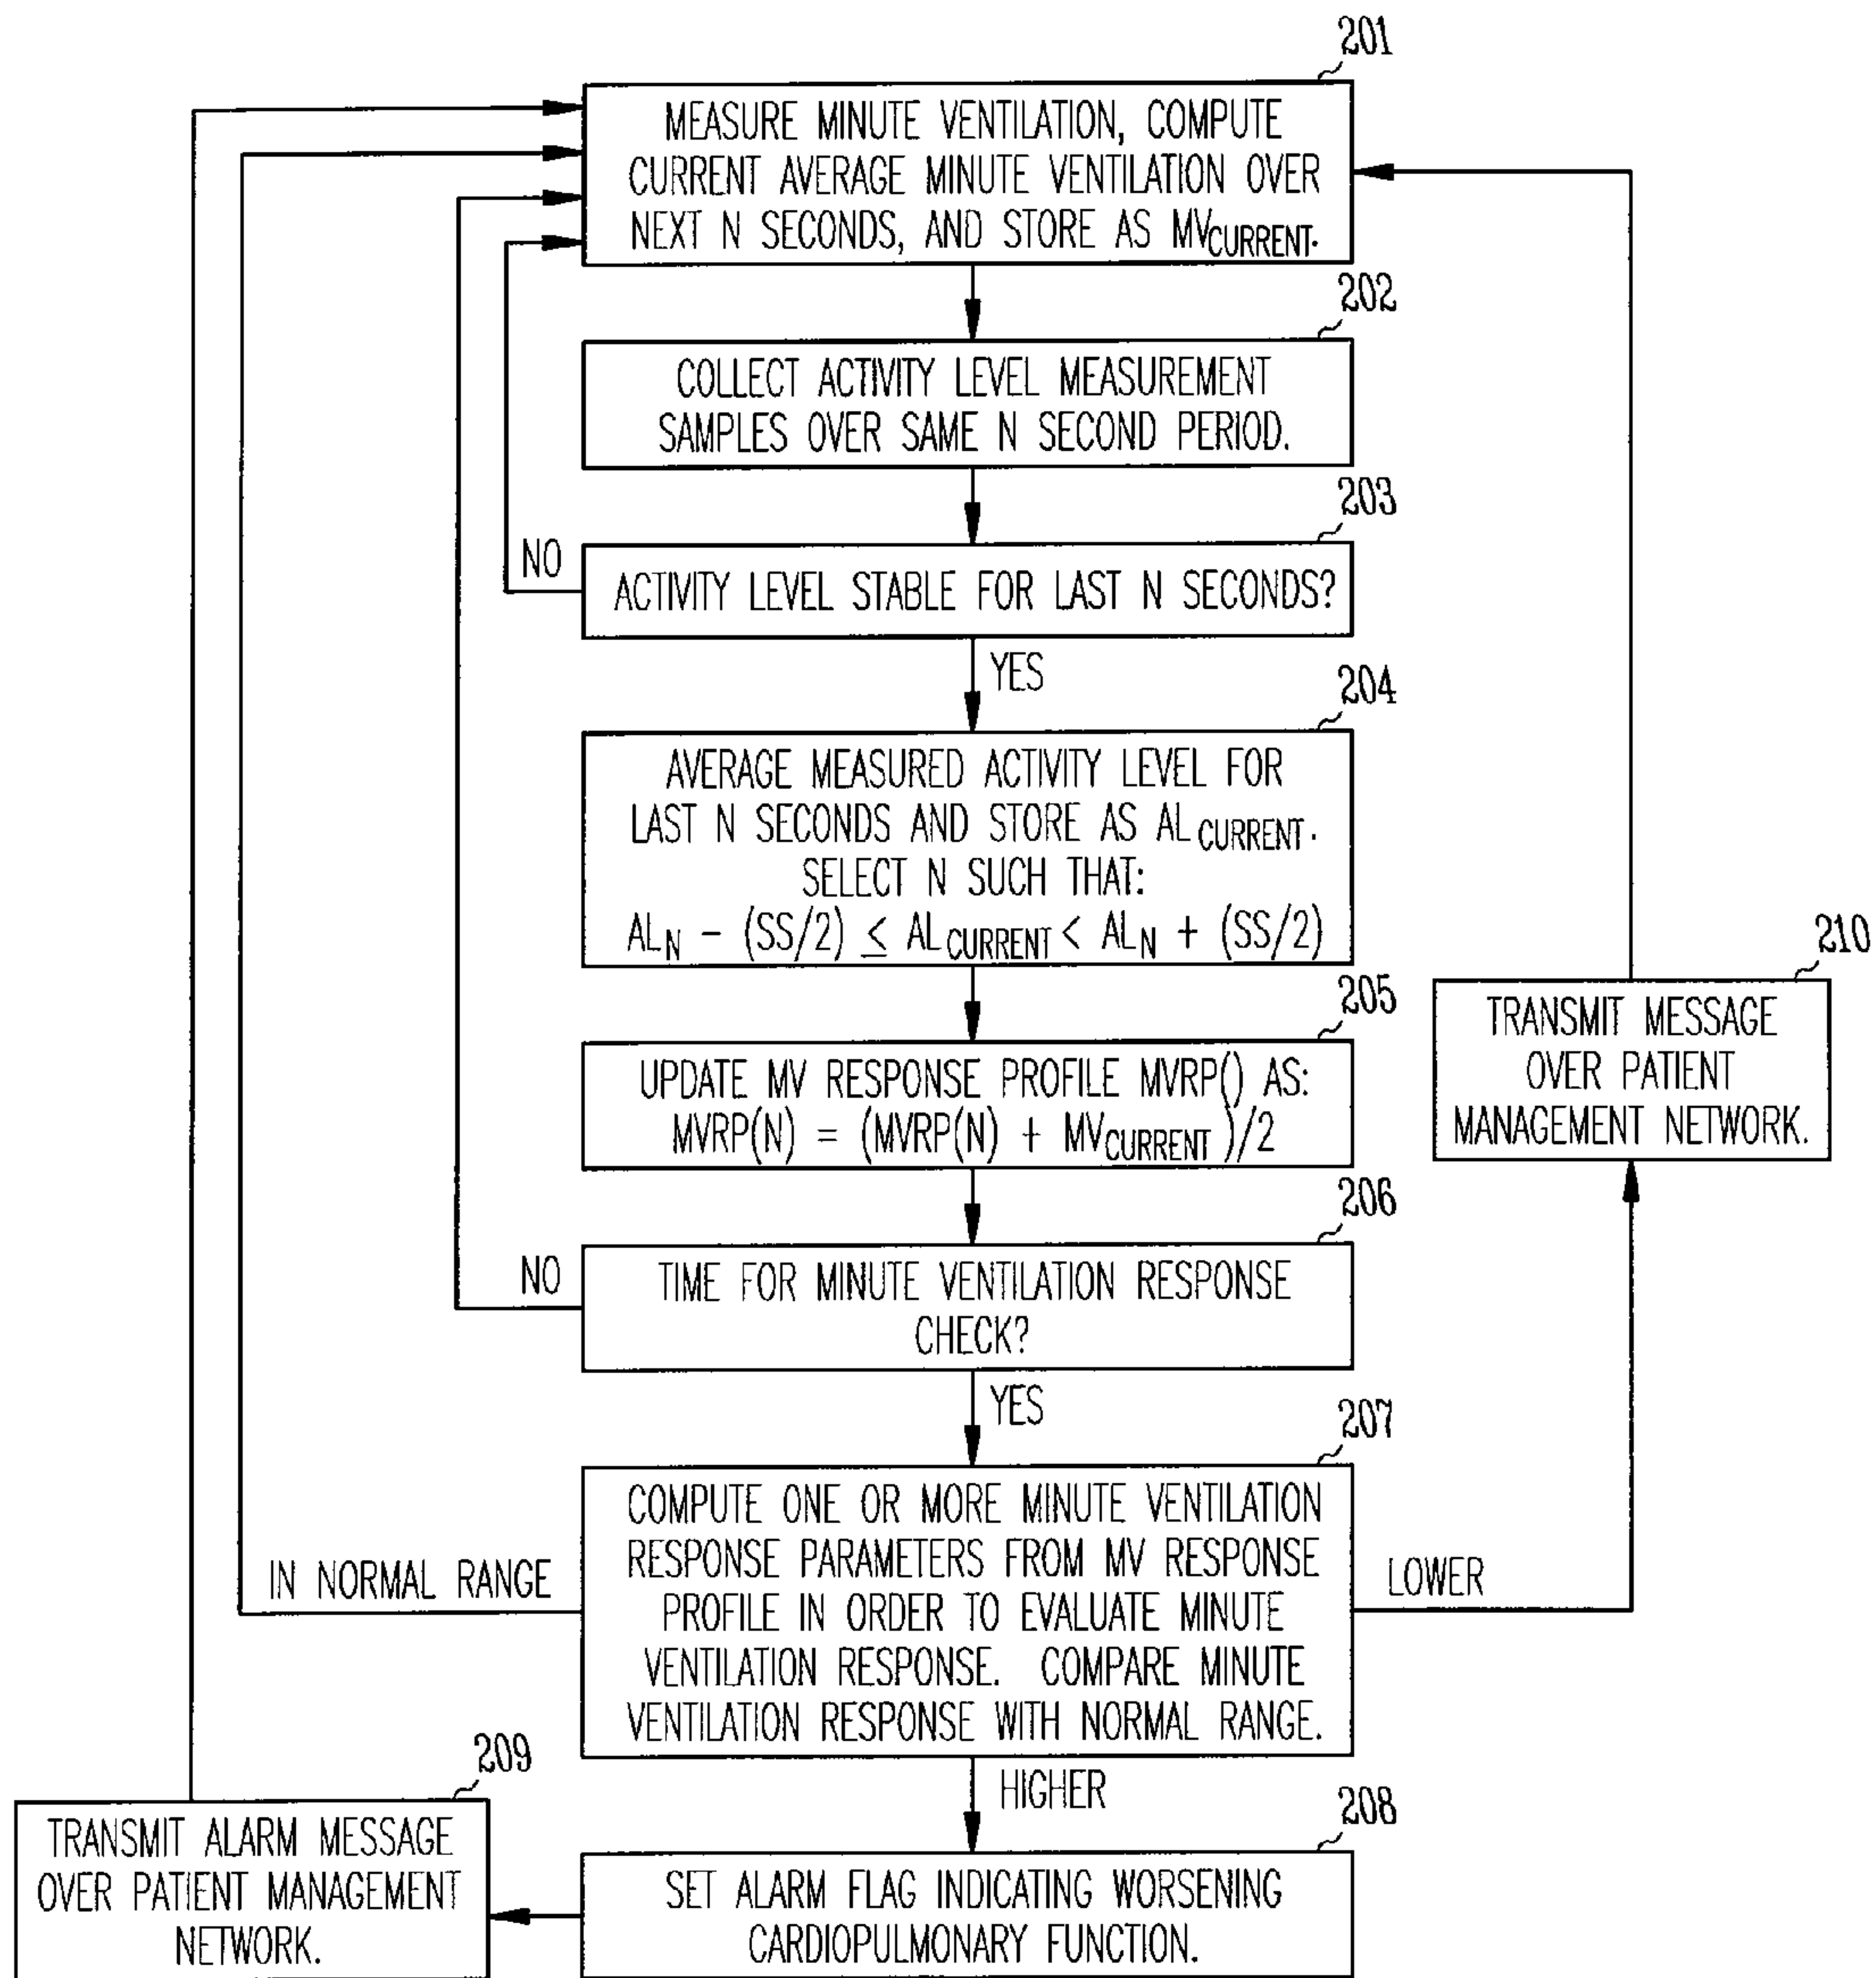 201
MEASURE MINUTE VENTILATION, COMPUTE
CURRENT AVERAGE MINUTE VENTILATION OVER
NEXT N SECONDS, AND STORE AS MV_CURRENT.
202
COLLECT ACTIVITY LEVEL MEASUREMENT
SAMPLES OVER SAME N SECOND PERIOD.
203
NO
ACTIVITY LEVEL STABLE FOR LAST N SECONDS?
YES
204
AVERAGE MEASURED ACTIVITY LEVEL FOR
LAST N SECONDS AND STORE AS AL_CURRENT.
SELECT N SUCH THAT:
AL_N - (SS/2) ≤ AL_CURRENT < AL_N + (SS/2)
205
UPDATE MV RESPONSE PROFILE MVRP() AS:
MVRP(N) = (MVRP(N) + MV_CURRENT)/2
210
TRANSMIT MESSAGE
OVER PATIENT
MANAGEMENT NETWORK.
206
NO
TIME FOR MINUTE VENTILATION RESPONSE
CHECK?
YES
207
COMPUTE ONE OR MORE MINUTE VENTILATION
RESPONSE PARAMETERS FROM MV RESPONSE
PROFILE IN ORDER TO EVALUATE MINUTE
VENTILATION RESPONSE. COMPARE MINUTE
VENTILATION RESPONSE WITH NORMAL RANGE.
IN NORMAL RANGE
LOWER
HIGHER
208
SET ALARM FLAG INDICATING WORSENING
CARDIOPULMONARY FUNCTION.
209
TRANSMIT ALARM MESSAGE
OVER PATIENT MANAGEMENT
NETWORK.